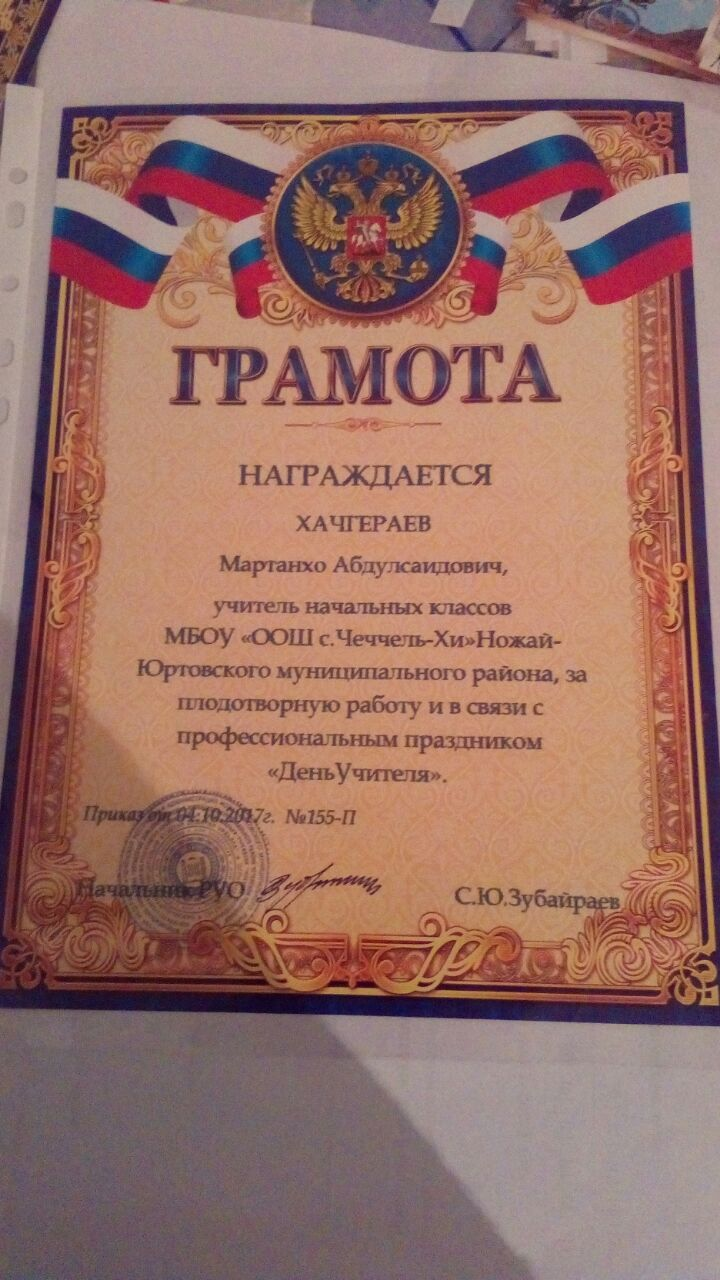 ГРАМОТА
НАГРАЖДАЕТСЯ
ХАЧГЕРАЕВ
Мартанхо Абдулсаидович,
учитель начальных классов
МБОУ «ООШ с.Чеччель-Хи»Ножай-
Юртовского муниципального района, за
плодотворную работу и в связи с
профессиональным праздником
«ДеньУчителя».
Приказ от 04.10.2017г. №155-П
Начальник РУО
С.Ю.Зубайраев